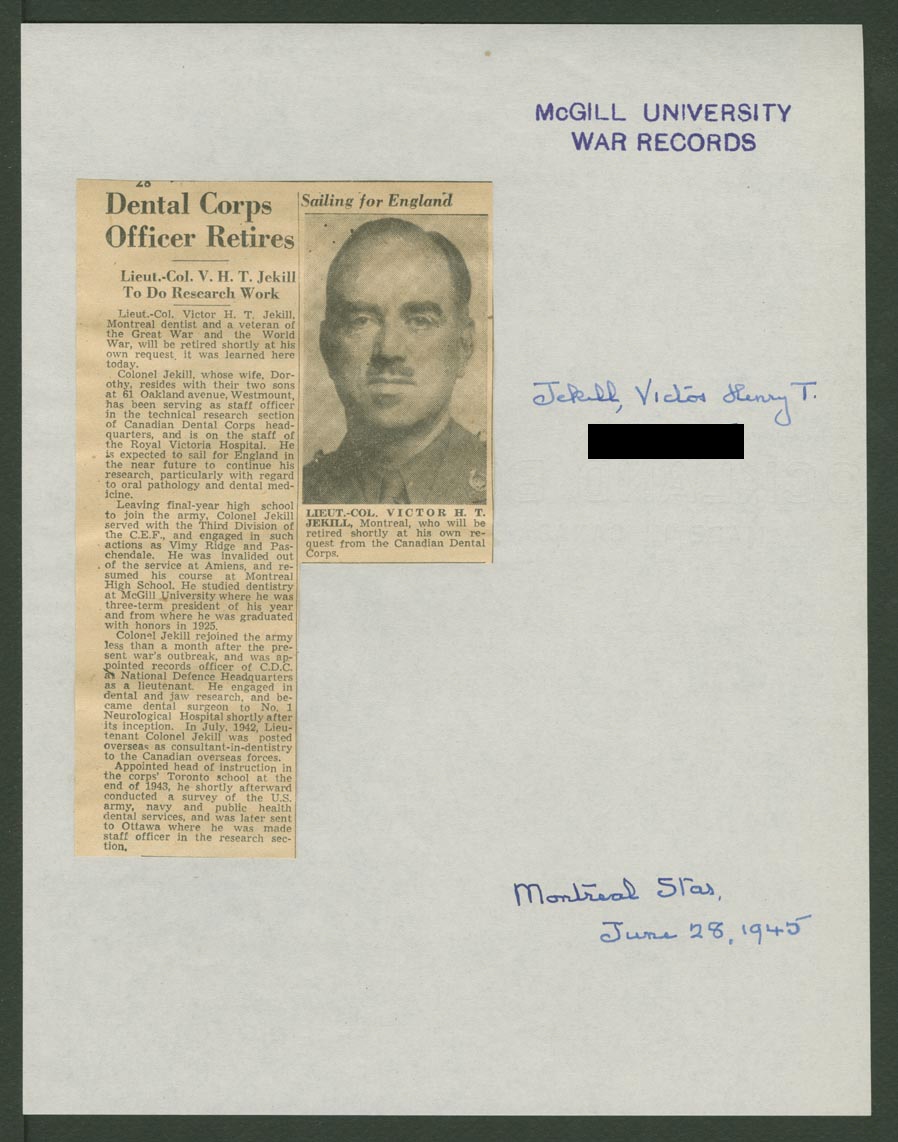 McGILL UNIVERSITY
WAR RECORDS
28
Dental Corps
Officer Retires
Lieut.-Col. V. H. T. Jekill
To Do Research Work
Lieut.-Col. Victor H. T. Jekill,
Montreal dentist and a veteran of
the Great War and the World
War, will be retired shortly at his
own request, it was learned here
today.
Colonel Jekill, whose wife, Dor-
othy, resides with their two sons
at 61 Oakland avenue, Westmount,
has been serving as staff officer
in the technical research section
of Canadian Dental Corps head-
quarters, and is on the staff of
the Royal Victoria Hospital. He
is expected to sail for England in
the near future to continue his
research, particularly with regard
to oral pathology and dental med-
icine.
Leaving final-year high school
to join the army, Colonel Jekill
served with the Third Division of
the C.E.F., and engaged in such
actions as Vimy Ridge and Pas-
chendale. He was invalided out
of the service at Amiens, and re-
sumed his course at Montreal
High School. He studied dentistry
at McGill University where he was
three-term president of his year
and from where he was graduated
with honors in 1925.
Colonel Jekill rejoined the army
less than a month after the pre-
sent war's outbreak, and was ap-
pointed records officer of C.D.C.
at National Defence Headquarters
as a lieutenant. He engaged in
dental and jaw research, and be-
came dental surgeon to No. 1
Neurological Hospital shortly after
its inception. In July, 1942, Lieu-
tenant Colonel Jekill was posted
overseas as consultant-in-dentistry
to the Canadian overseas forces.
Appointed head of instruction in
the corps' Toronto school at the
end of 1943, he shortly afterward
conducted a survey of the U.S.
army, navy and public health
dental services, and was later sent
to Ottawa where he was made
staff officer in the research sec-
tion.
Sailing for England
LIEUT.-COL. VICTOR H. T.
JEKILL, Montreal, who will be
retired shortly at his own re-
quest from the Canadian Dental
Corps.
Jekill, Victor Henry T.
Montreal Star,
June 28, 1945